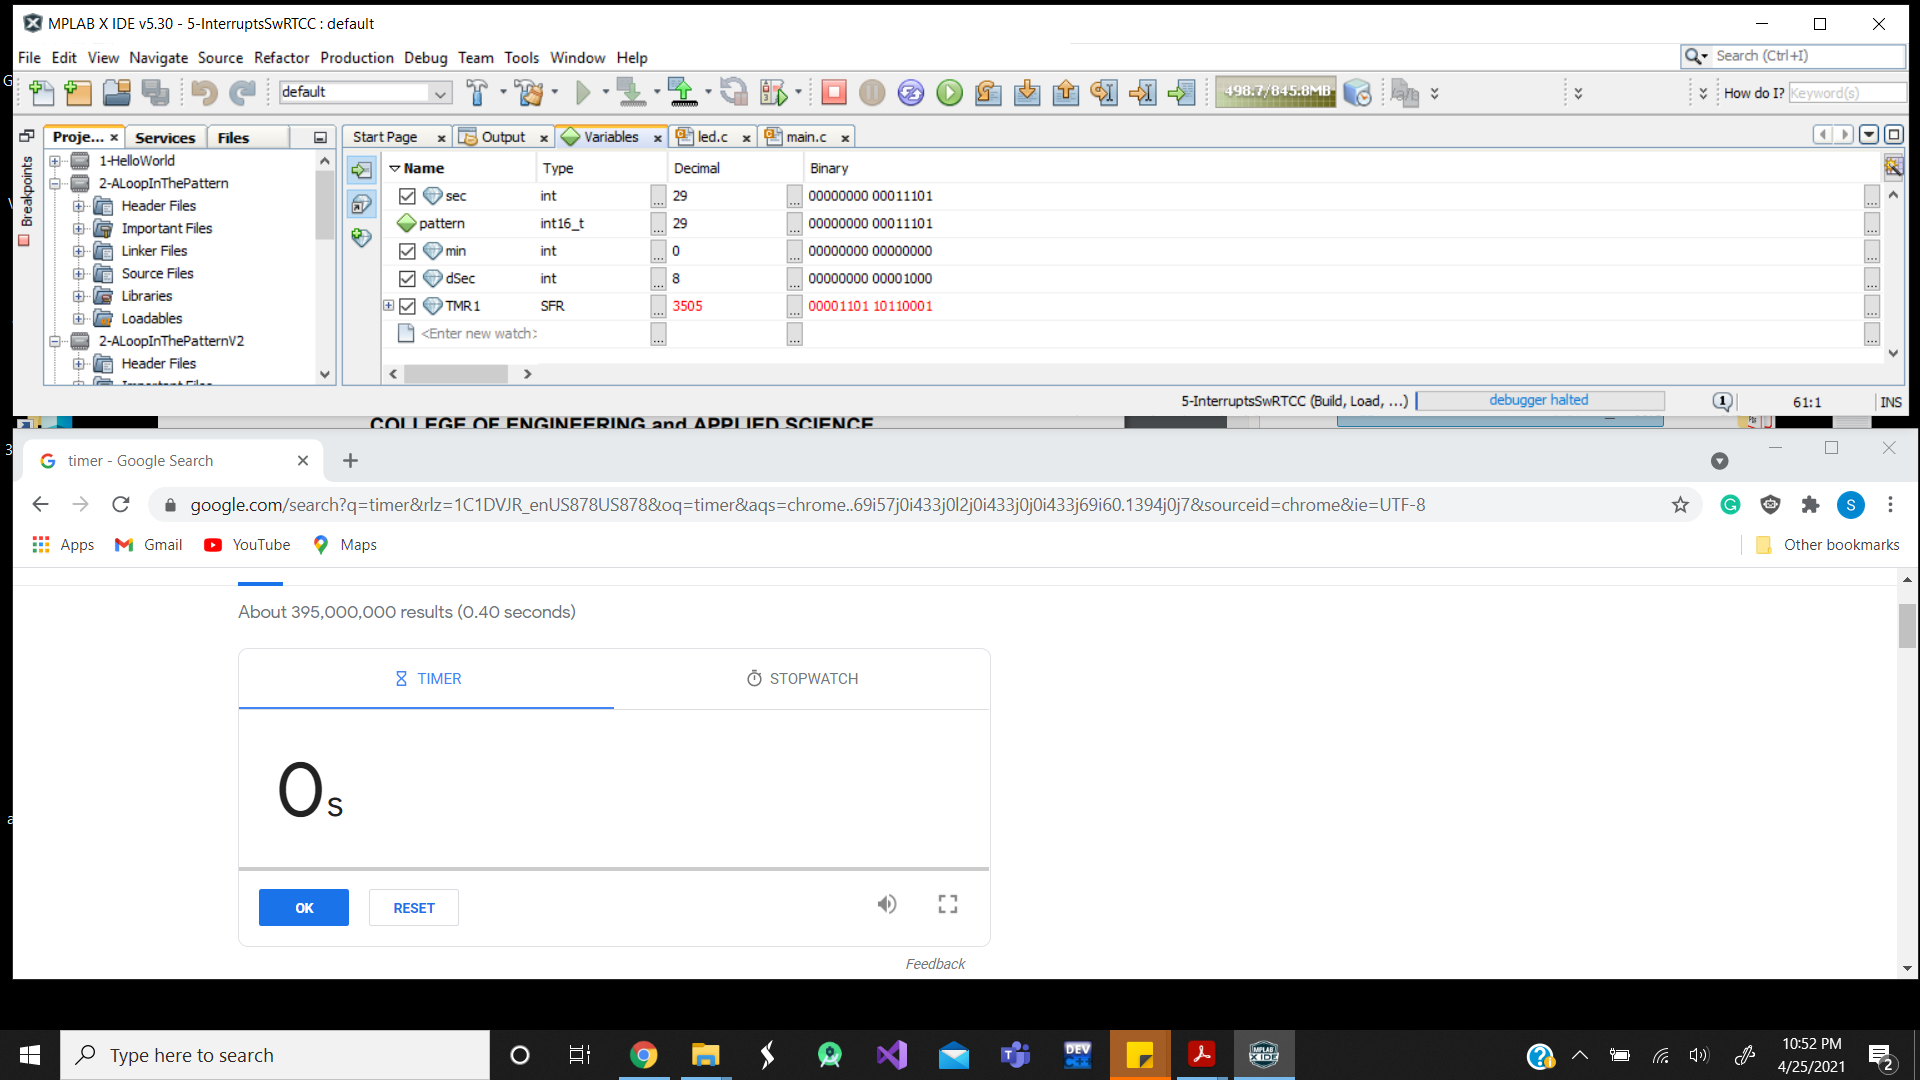 MPLAB X IDE v5.30 - 5-InterruptsSwRTCC : default
File Edit View Navigate Source Refactor Production Debug Team Tools Window Help
Search (Ctrl+I)
default
498.7/845.8MB
How do I? Keyword(s)
Proje... Services Files
Start Page Output Variables led.c main.c
Breakpoints
1-HelloWorld
2-ALoopInThePattern
Header Files
Important Files
Linker Files
Source Files
Libraries
Loadables
2-ALoopInThePatternV2
Header Files
Important Files
Name Type Decimal Binary
sec int ... 29 ... 00000000 00011101 ...
pattern int16_t ... 29 ... 00000000 00011101 ...
min int ... 0 ... 00000000 00000000 ...
dSec int ... 8 ... 00000000 00001000 ...
TMR1 SFR ... 3505 ... 00001101 10110001 ...
<Enter new watch> ... ... ...
5-InterruptsSwRTCC (Build, Load, ...) debugger halted 1 61:1 INS
COLLEGE OF ENGINEERING and APPLIED SCIENCE
timer - Google Search
google.com/search?q=timer&rlz=1C1DVJR_enUS878US878&oq=timer&aqs=chrome..69i57j0i433j0l2j0i433j0j0i433j69i60.1394j0j7&sourceid=chrome&ie=UTF-8
S
Apps Gmail YouTube Maps Other bookmarks
About 395,000,000 results (0.40 seconds)
TIMER STOPWATCH
0s
OK RESET
Feedback
Type here to search
DEV C++
MPLAB X IDE
10:52 PM
4/25/2021
2